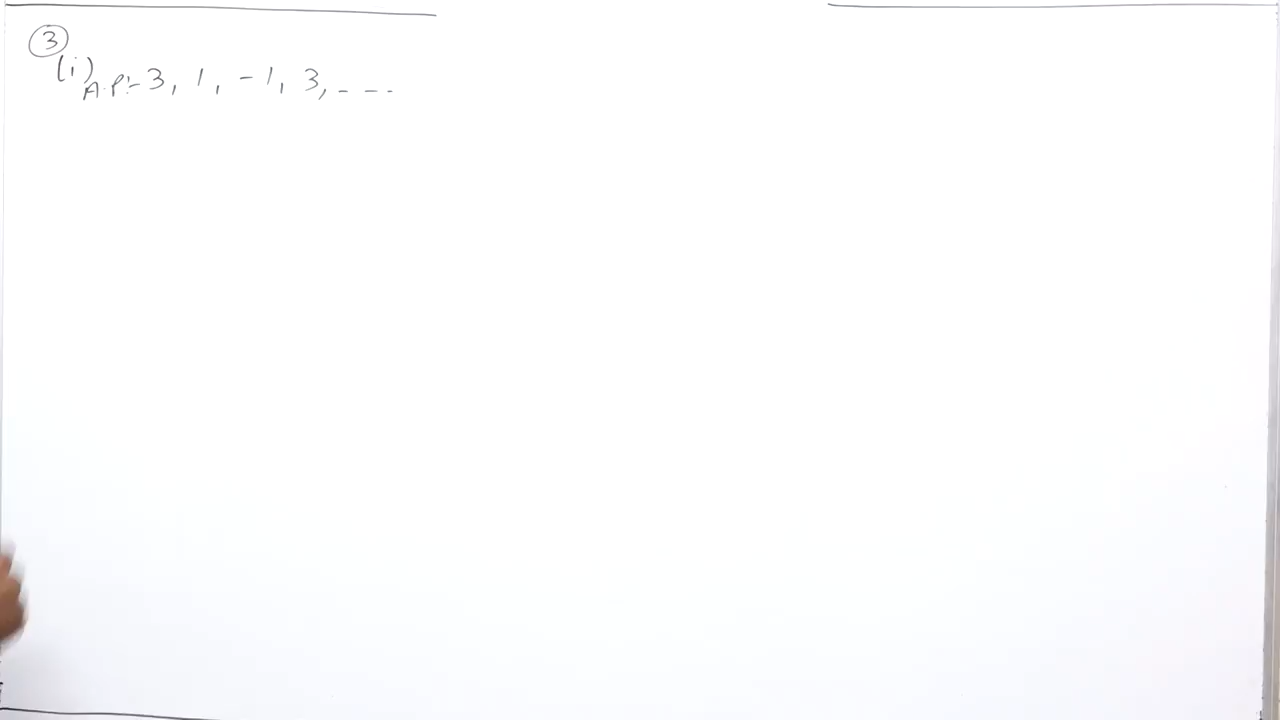 3
(i)
A.P:- 3, 1, -1, 3, - - -